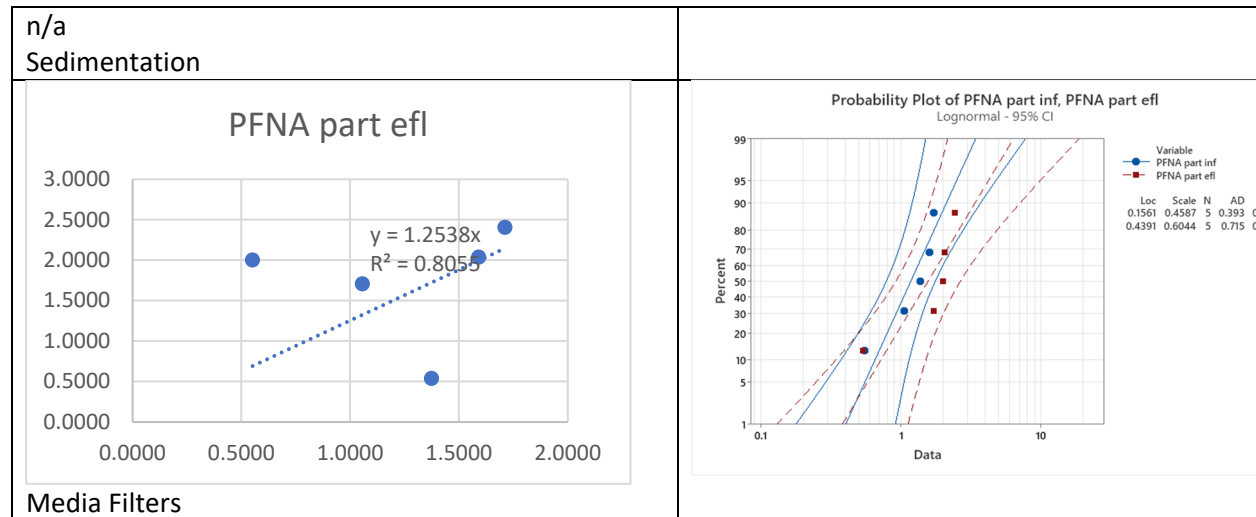 n/a
Sedimentation
PFNA part efl
3.0000
2.5000
2.0000
1.5000
1.0000
0.5000
0.0000
y = 1.2538x
R² = 0.8055
0.0000 0.5000 1.0000 1.5000 2.0000
Media Filters
Probability Plot of PFNA part inf, PFNA part efl
Lognormal - 95% CI
99
95
90
80
70
60
50
40
30
20
10
5
1
Percent
0.1 1 10
Data
Variable
PFNA part inf
PFNA part efl
Loc Scale N AD
0.1561 0.4587 5 0.393 0
0.4391 0.6044 5 0.715 0